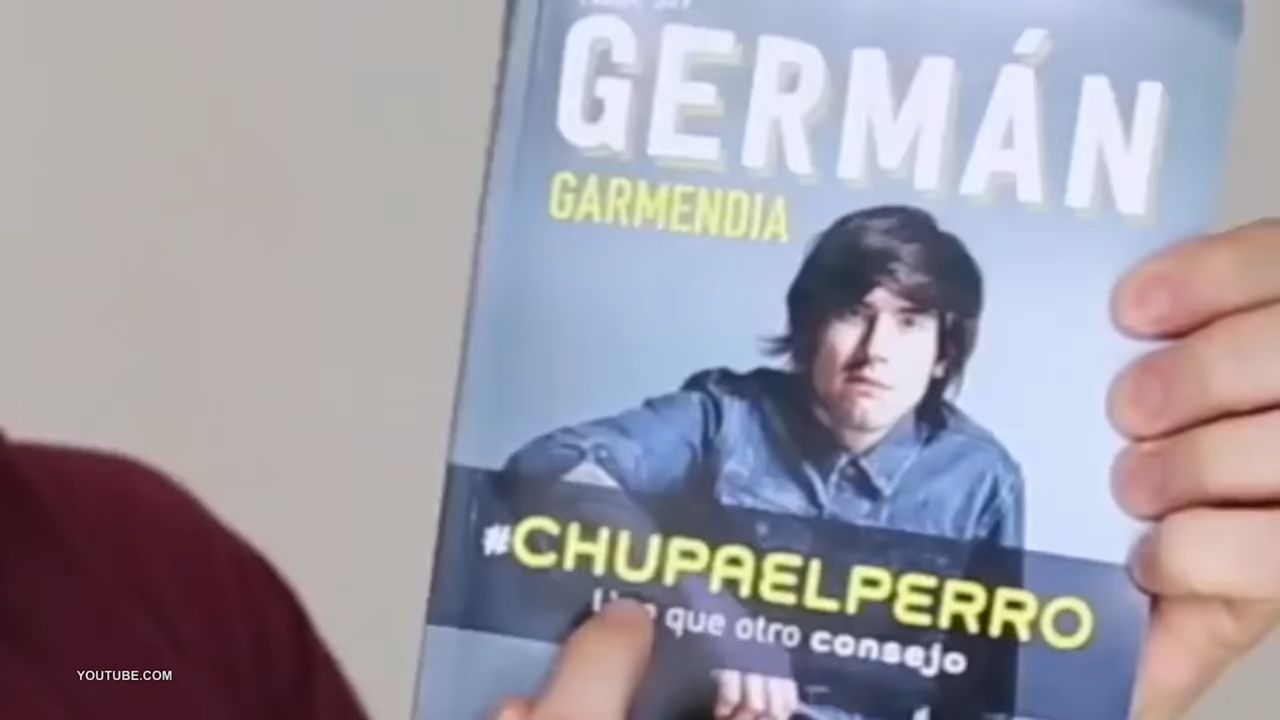 GERMÁN
GARMENDIA
#CHUPAELPERRO
que otro consejo
YOUTUBE.COM